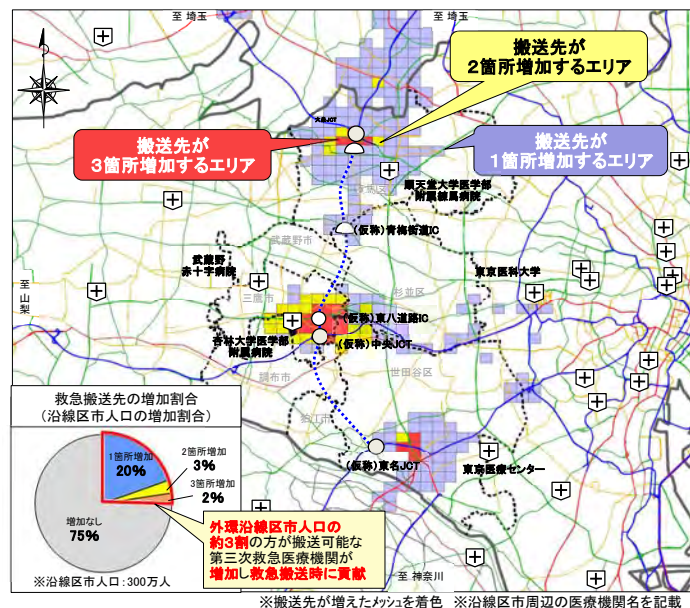 至 埼玉
搬送先が
2箇所増加するエリア
大泉JCT
搬送先が
3箇所増加するエリア
搬送先が
1箇所増加するエリア
練馬区
順天堂大学医学部
附属練馬病院
(仮称)青梅街道IC
武蔵野市
武蔵野
赤十字病院
東京医科大学
至 山梨
杉並区
三鷹市
(仮称)東八道路IC
杏林大学医学部
附属病院
(仮称)中央JCT
世田谷区
調布市
狛江市
(仮称)東名JCT
東京医療センター
至 神奈川
救急搬送先の増加割合
(沿線区市人口の増加割合)
1箇所増加
20%
2箇所増加
3%
3箇所増加
2%
増加なし
75%
※沿線区市人口:300万人
外環沿線区市人口の
約3割の方が搬送可能な
第三次救急医療機関が
増加し救急搬送時に貢献
※搬送先が増えたメッシュを着色 ※沿線区市周辺の医療機関名を記載